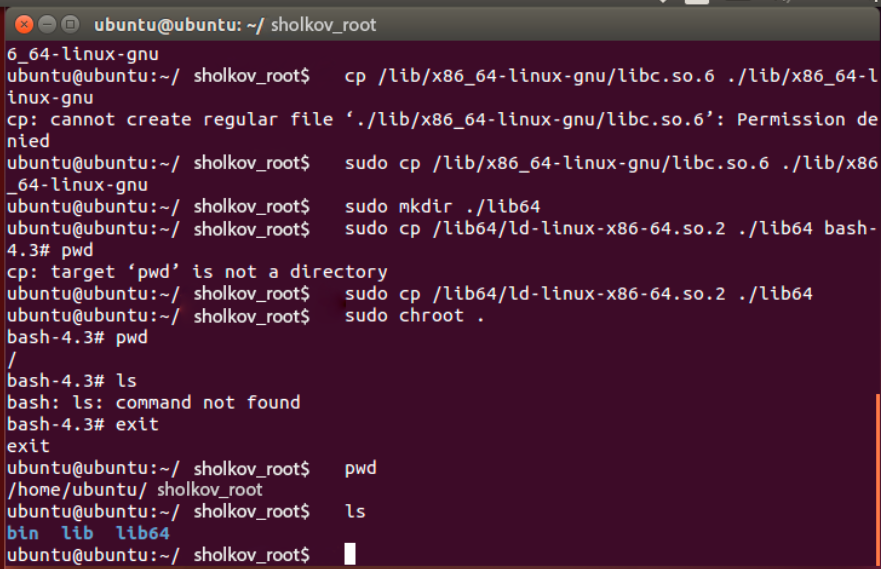 ubuntu@ubuntu: ~/ sholkov_root
6_64-linux-gnu
ubuntu@ubuntu:~/ sholkov_root$ cp /lib/x86_64-linux-gnu/libc.so.6 ./lib/x86_64-l
inux-gnu
cp: cannot create regular file ‘./lib/x86_64-linux-gnu/libc.so.6’: Permission de
nied
ubuntu@ubuntu:~/ sholkov_root$ sudo cp /lib/x86_64-linux-gnu/libc.so.6 ./lib/x86
_64-linux-gnu
ubuntu@ubuntu:~/ sholkov_root$ sudo mkdir ./lib64
ubuntu@ubuntu:~/ sholkov_root$ sudo cp /lib64/ld-linux-x86-64.so.2 ./lib64 bash-
4.3# pwd
cp: target ‘pwd’ is not a directory
ubuntu@ubuntu:~/ sholkov_root$ sudo cp /lib64/ld-linux-x86-64.so.2 ./lib64
ubuntu@ubuntu:~/ sholkov_root$ sudo chroot .
bash-4.3# pwd
/
bash-4.3# ls
bash: ls: command not found
bash-4.3# exit
exit
ubuntu@ubuntu:~/ sholkov_root$ pwd
/home/ubuntu/ sholkov_root
ubuntu@ubuntu:~/ sholkov_root$ ls
bin lib lib64
ubuntu@ubuntu:~/ sholkov_root$